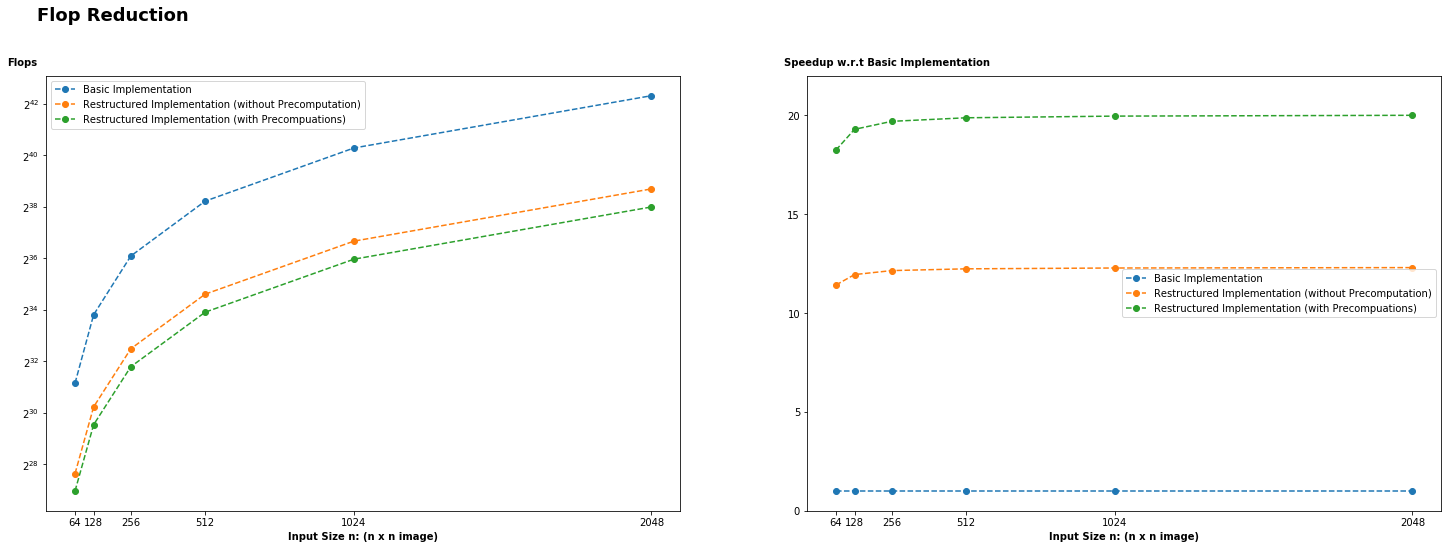 Flop Reduction
Flops
Basic Implementation
Restructured Implementation (without Precomputation)
Restructured Implementation (with Precompuations)
2^42
2^40
2^38
2^36
2^34
2^32
2^30
2^28
64 128 256 512 1024 2048
Input Size n: (n x n image)
Speedup w.r.t Basic Implementation
20
15
10
5
0
Basic Implementation
Restructured Implementation (without Precomputation)
Restructured Implementation (with Precompuations)
64 128 256 512 1024 2048
Input Size n: (n x n image)